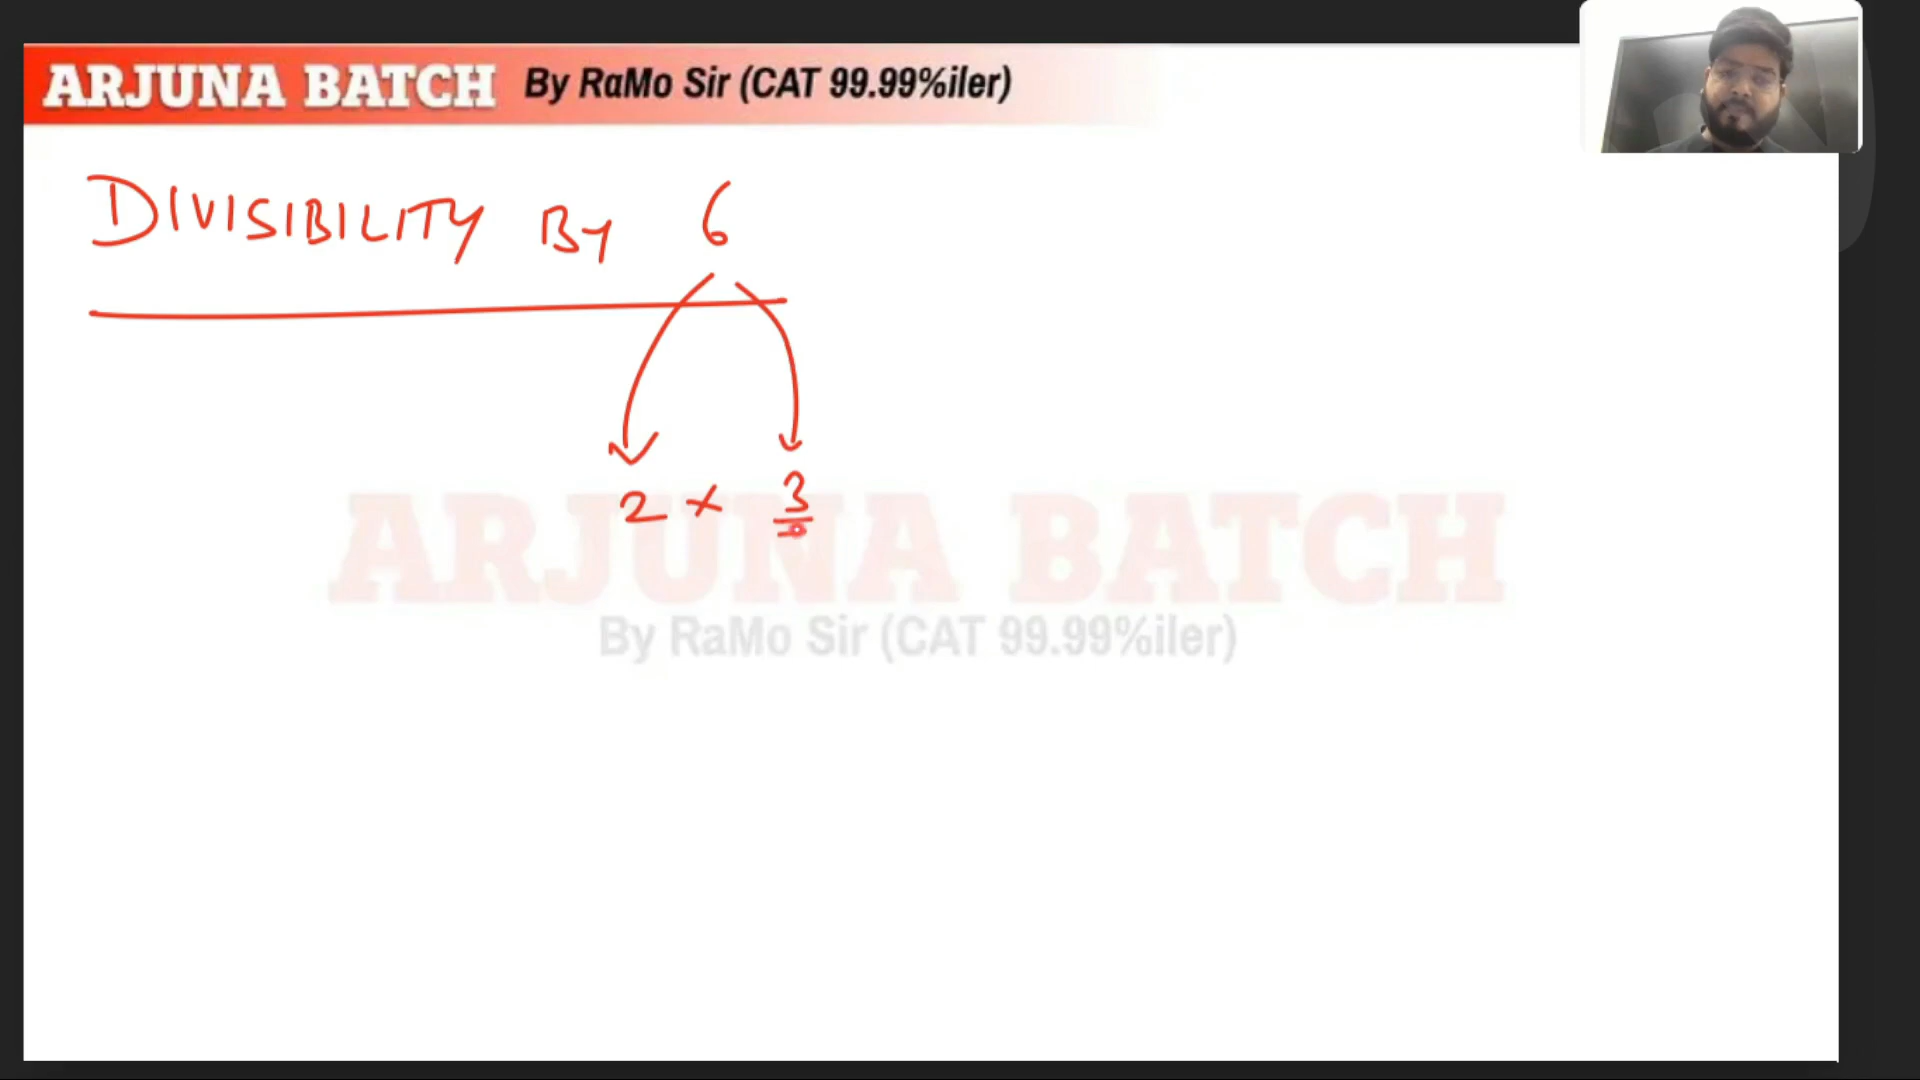 ARJUNA BATCH By RaMo Sir (CAT 99.99%iler)
DIVISIBILITY BY 6
2 × 3
ARJUNA BATCH
By RaMo Sir (CAT 99.99%iler)